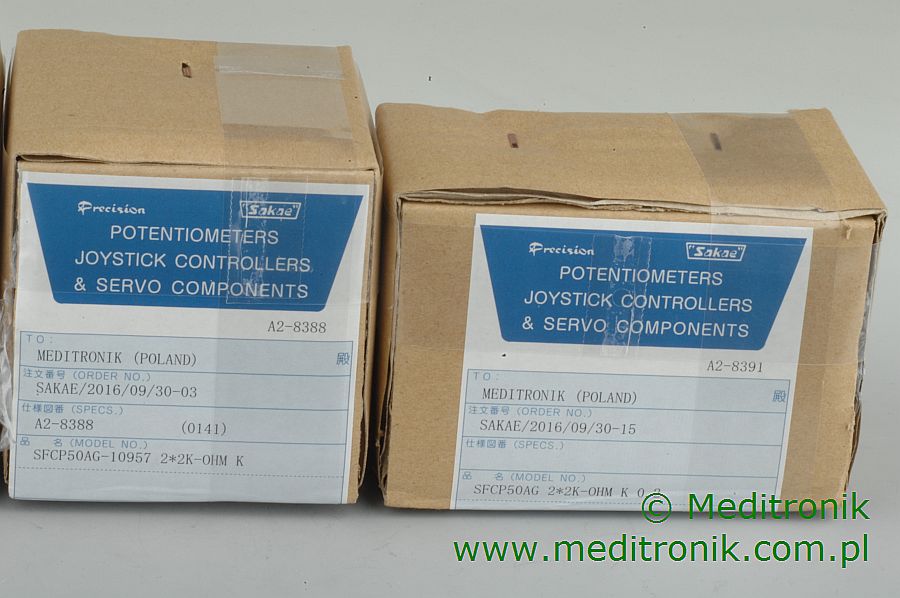 Precision "Sakae"
POTENTIOMETERS
JOYSTICK CONTROLLERS
& SERVO COMPONENTS
A2-8388
TO:
MEDITRONIK (POLAND) 殿
注文番号 (ORDER NO.)
SAKAE/2016/09/30-03
仕様図番 (SPECS.)
A2-8388 (0141)
品 名 (MODEL NO.)
SFCP50AG-10957 2*2K-OHM K
Precision "Sakae"
POTENTIOMETERS
JOYSTICK CONTROLLERS
& SERVO COMPONENTS
A2-8391
TO:
MEDITRONIK (POLAND) 殿
注文番号 (ORDER NO.)
SAKAE/2016/09/30-15
仕様図番 (SPECS.)
品 名 (MODEL NO.)
SFCP50AG 2*2K-OHM K
© Meditronik
www.meditronik.com.pl